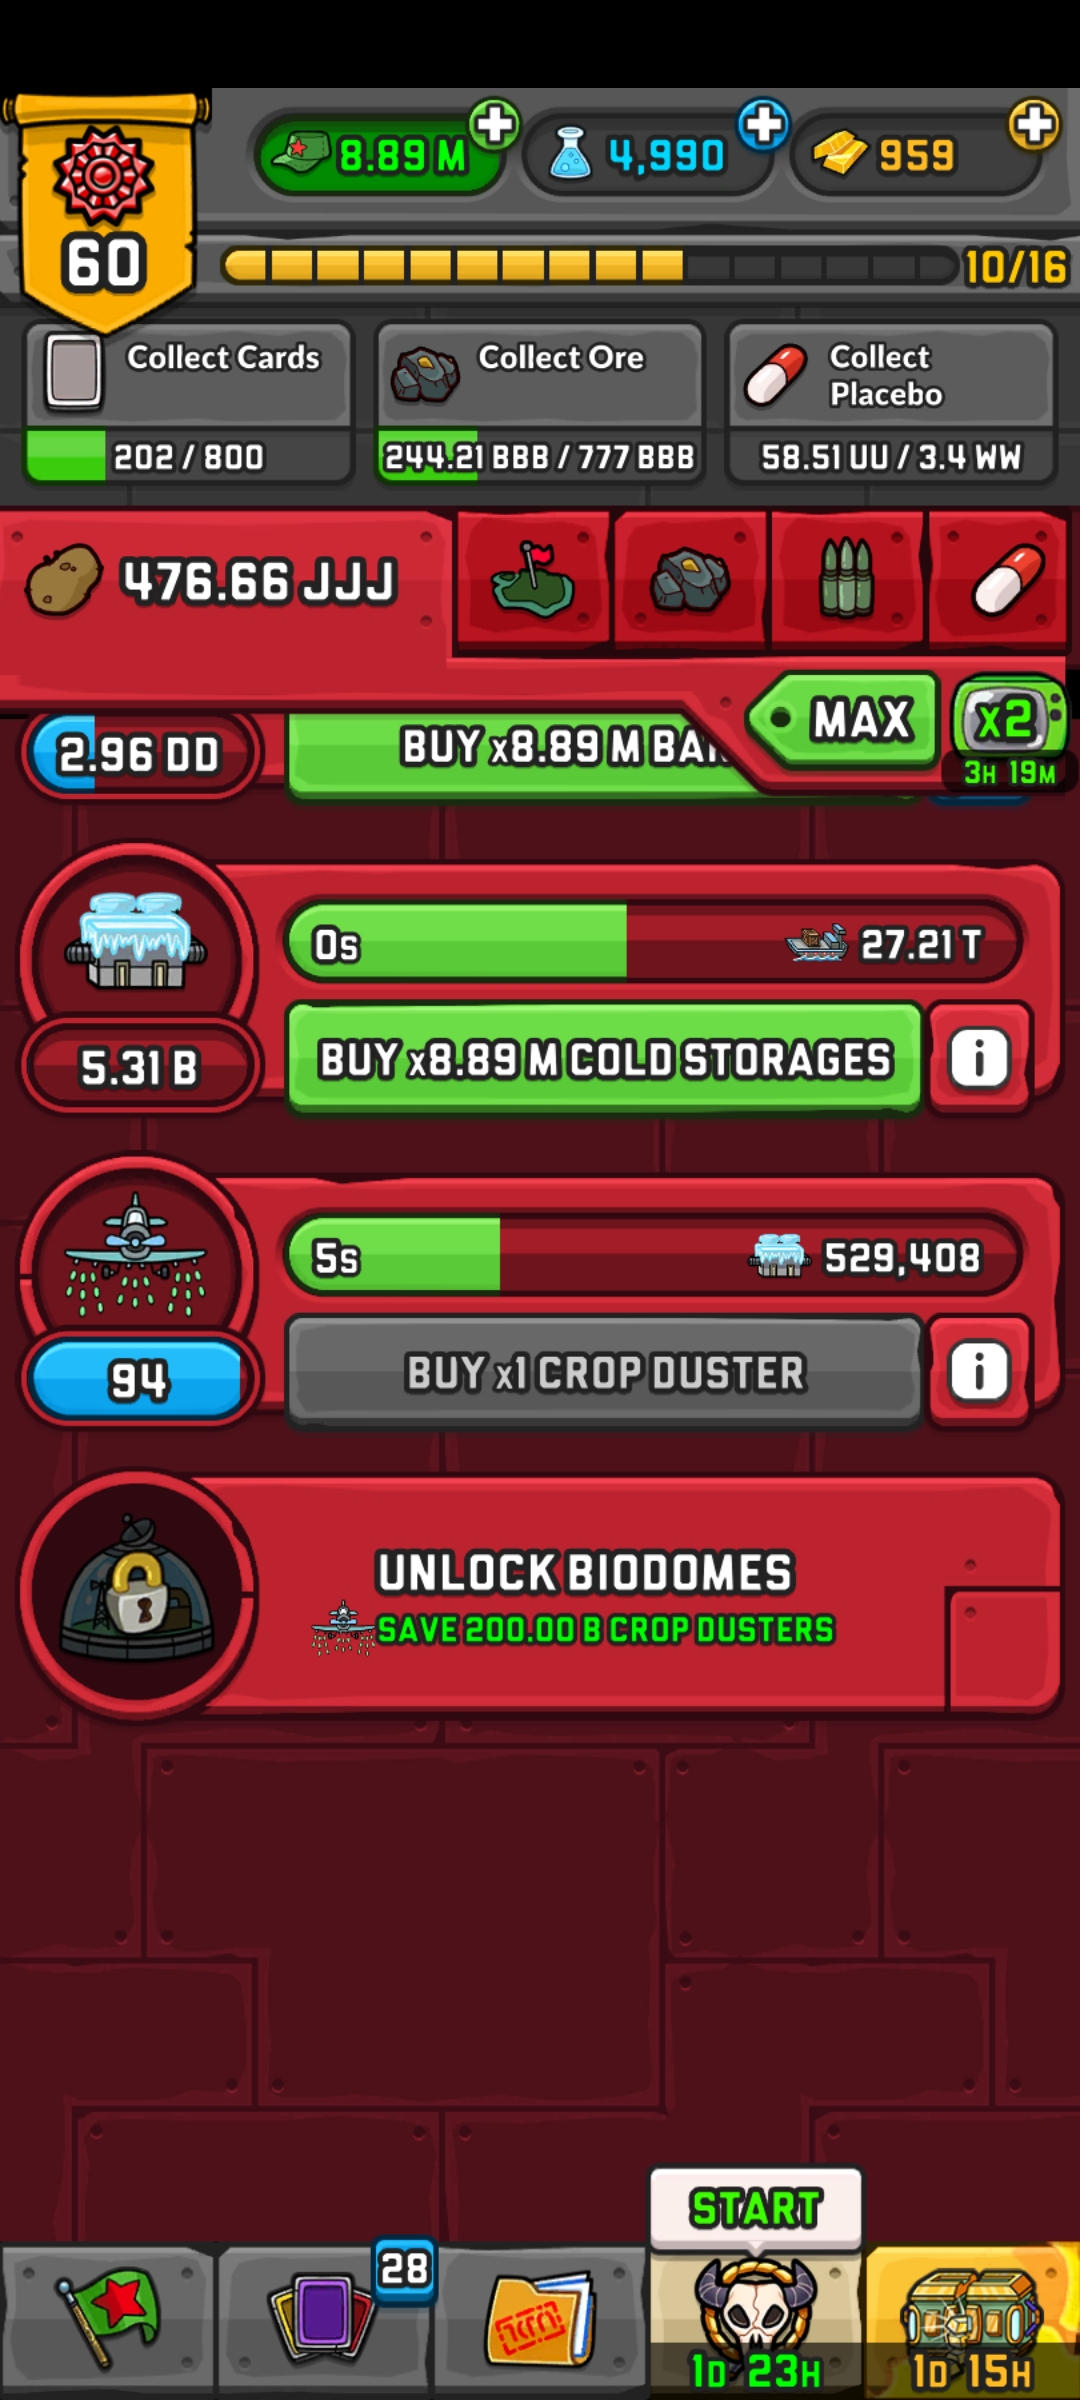 8.89 M
4,990
959
60
10/16
Collect Cards
202 / 800
Collect Ore
244.21 BBB / 777 BBB
Collect
Placebo
58.51 UU / 3.4 WW
476.66 JJJ
MAX
x2
3H 19M
2.96 DD
BUY x8.89 M
0s
27.21 T
5.31 B
BUY x8.89 M COLD STORAGES
i
5s
529,408
94
BUY x1 CROP DUSTER
i
UNLOCK BIODOMES
SAVE 200.00 B CROP DUSTERS
START
28
1D 23H
1D 15H